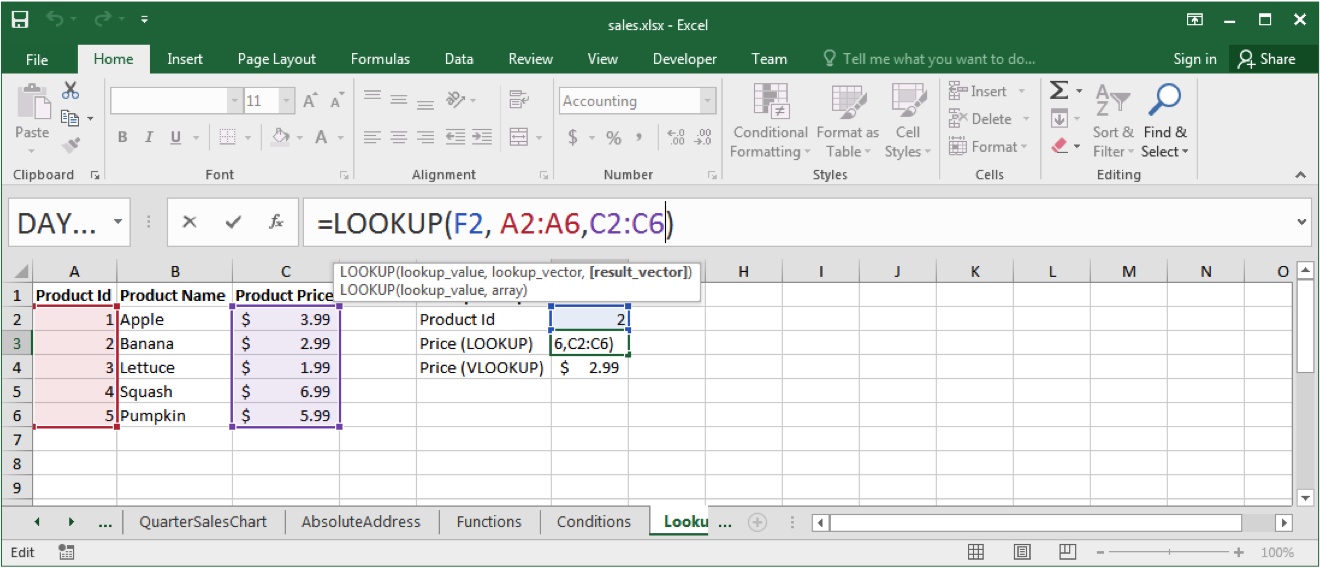 sales.xlsx - Excel
File Home Insert Page Layout Formulas Data Review View Developer Team Tell me what you want to do... Sign in Share
11 A A Accounting Insert Σ
Paste Delete
B I U A $ % , Conditional Format as Cell Sort & Find &
Formatting Table Styles Format Filter Select
Clipboard Font Alignment Number Styles Cells Editing
DAY... fx =LOOKUP(F2, A2:A6,C2:C6)
LOOKUP(lookup_value, lookup_vector, [result_vector])
LOOKUP(lookup_value, array)
A B C H I J K L M N O
1 Product Id Product Name Product Price
2 1 Apple $ 3.99 Product Id 2
3 2 Banana $ 2.99 Price (LOOKUP) 6,C2:C6)
4 3 Lettuce $ 1.99 Price (VLOOKUP) $ 2.99
5 4 Squash $ 6.99
6 5 Pumpkin $ 5.99
7
8
9
... QuarterSalesChart AbsoluteAddress Functions Conditions Looku ...
Edit 100%